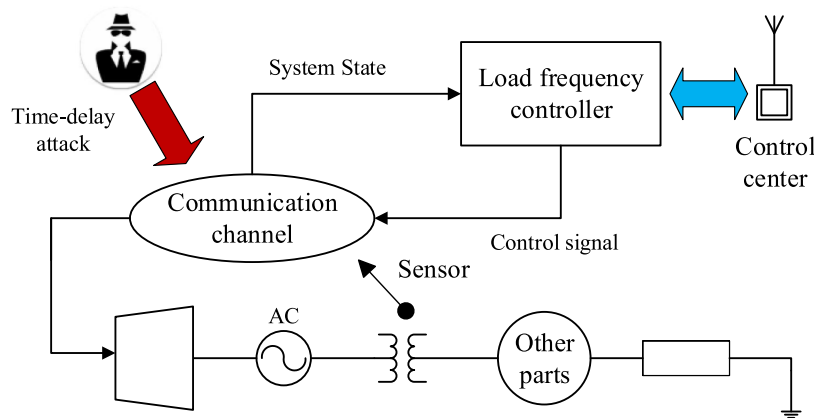 System State
Time-delay
attack
Load frequency
controller
Control
center
Communication
channel
Control signal
Sensor
AC
Other
parts